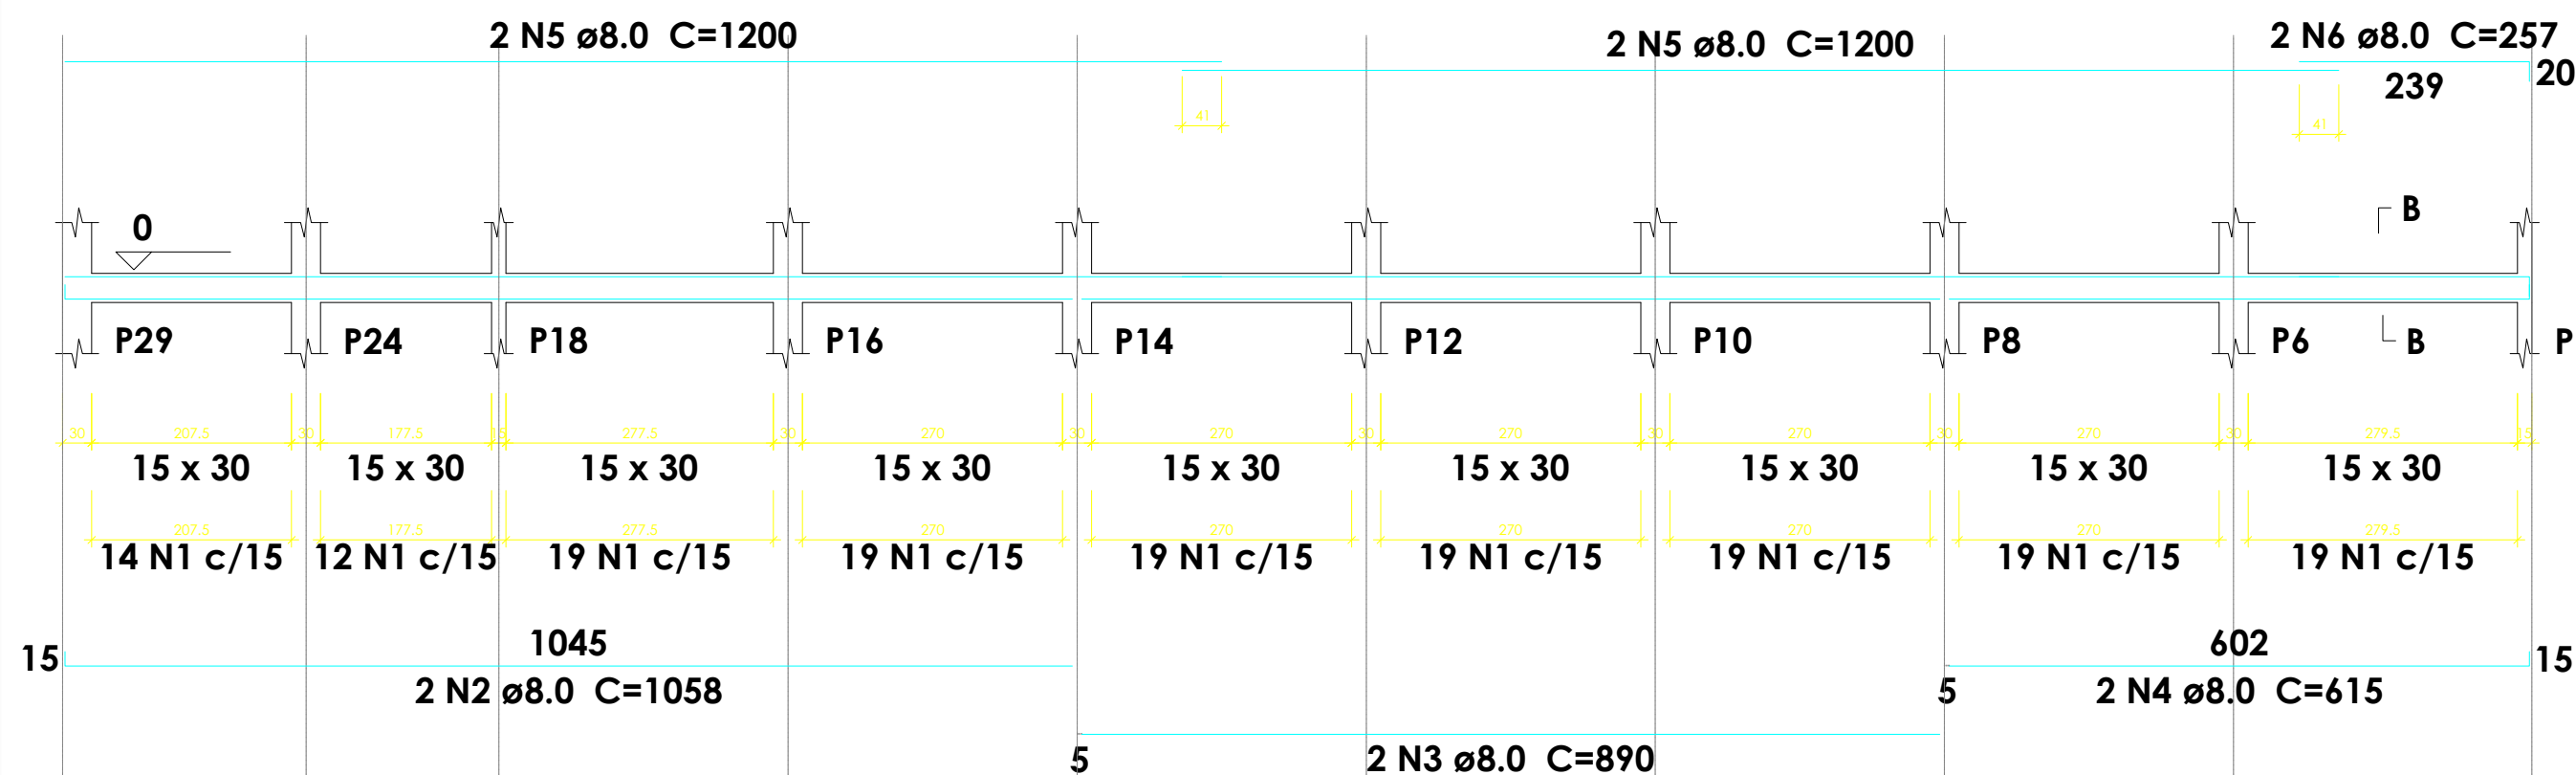 2 N5 ø8.0 C=1200
2 N5 ø8.0 C=1200
2 N6 ø8.0 C=257
20
239
41
41
0
B
P29
P24
P18
P16
P14
P12
P10
P8
P6
B
P
30 207.5 30 177.5 15 277.5 30 270 30 270 30 270 30 270 30 270 30 279.5 15
15 x 30
15 x 30
15 x 30
15 x 30
15 x 30
15 x 30
15 x 30
15 x 30
15 x 30
207.5 177.5 277.5 270 270 270 270 270 279.5
14 N1 c/15
12 N1 c/15
19 N1 c/15
19 N1 c/15
19 N1 c/15
19 N1 c/15
19 N1 c/15
19 N1 c/15
19 N1 c/15
15
1045
602
15
2 N2 ø8.0 C=1058
5
2 N4 ø8.0 C=615
5
2 N3 ø8.0 C=890